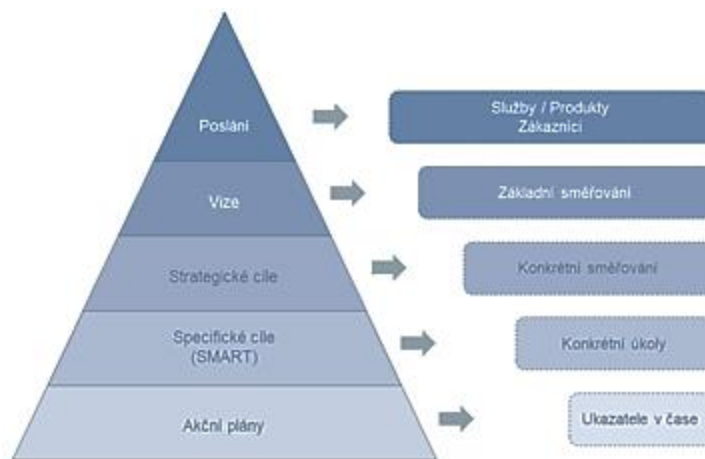 Poslání
Služby / Produkty
Zákazníci
Vize
Základní směřování
Strategické cíle
Konkrétní směřování
Specifické cíle
(SMART)
Konkrétní úkoly
Akční plány
Ukazatele v čase